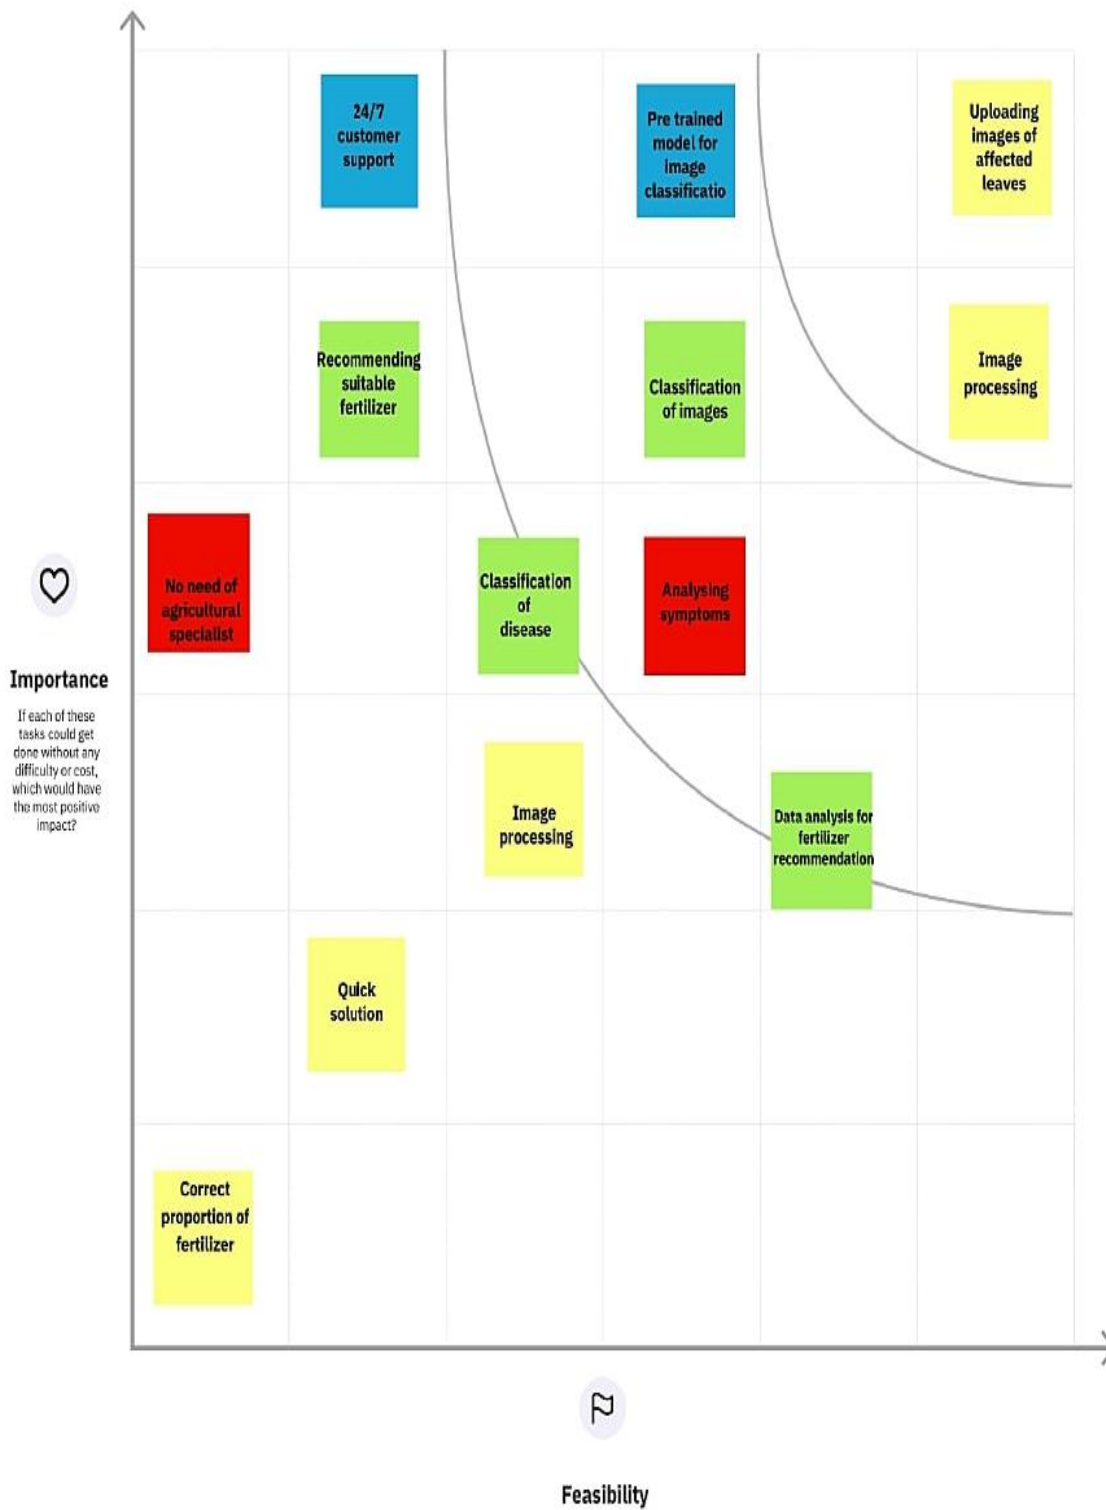 24/7
customer
support
Pre trained
model for
image
classificatio
Uploading
images of
affected
leaves
Recommending
suitable
fertilizer
Classification
of images
Image
processing
No need of
agricultural
specialist
Classification
of
disease
Analysing
symptoms
Importance
If each of these
tasks could get
done without any
difficulty or cost,
which would have
the most positive
impact?
Image
processing
Data analysis for
fertilizer
recommendation
Quick
solution
Correct
proportion of
fertilizer
Feasibility